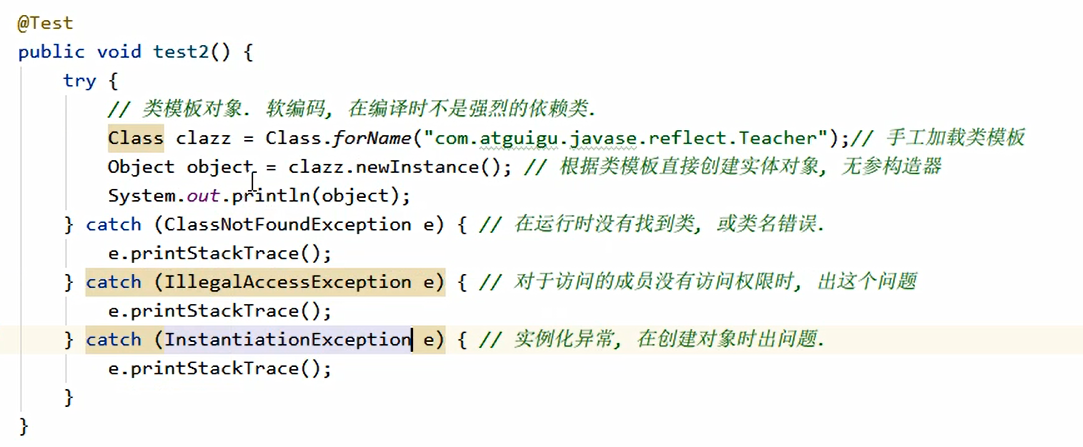 @Test
public void test2() {
    try {
        // 类模板对象. 软编码, 在编译时不是强烈的依赖类.
        Class clazz = Class.forName("com.atguigu.javase.reflect.Teacher");// 手工加载类模板
        Object object = clazz.newInstance(); // 根据类模板直接创建实体对象, 无参构造器
        System.out.println(object);
    } catch (ClassNotFoundException e) { // 在运行时没有找到类, 或类名错误.
        e.printStackTrace();
    } catch (IllegalAccessException e) { // 对于访问的成员没有访问权限时, 出这个问题
        e.printStackTrace();
    } catch (InstantiationException e) { // 实例化异常, 在创建对象时出问题.
        e.printStackTrace();
    }
}